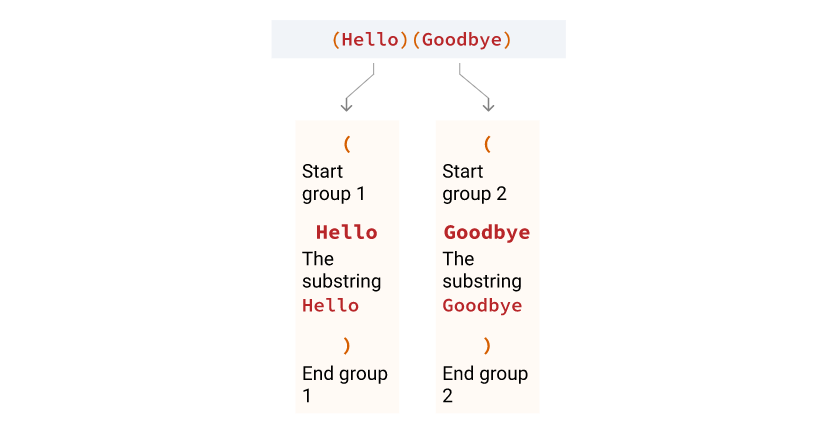 (Hello)(Goodbye)
(
Start
group 1
Hello
The
substring
Hello
)
End group
1
(
Start
group 2
Goodbye
The
substring
Goodbye
)
End group
2